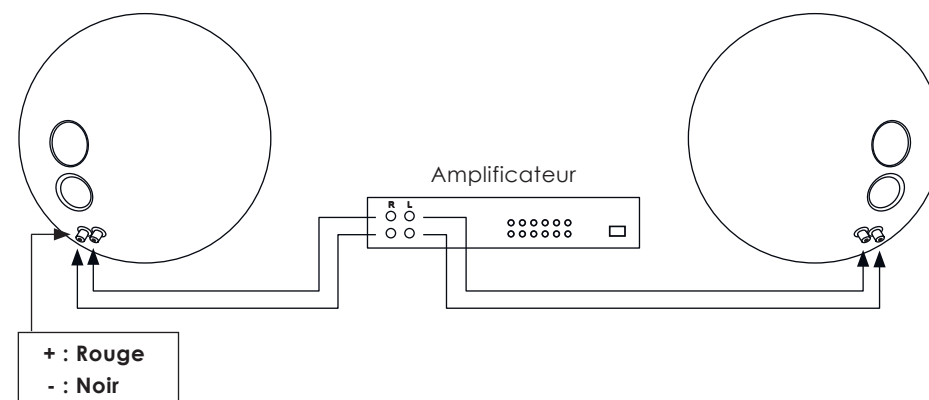 Amplificateur
R L
+ : Rouge
- : Noir